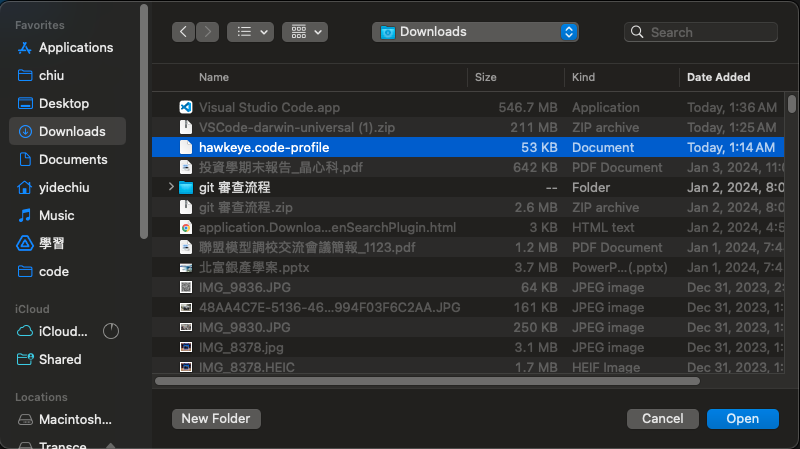 Favorites
Applications
chiu
Desktop
Downloads
Documents
yidechiu
Music
學習
code
iCloud
iCloud...
Shared
Locations
Macintosh...
Transce
Downloads
Search
Name Size Kind Date Added
Visual Studio Code.app 546.7 MB Application Today, 1:36 AM
VSCode-darwin-universal (1).zip 211 MB ZIP archive Today, 1:25 AM
hawkeye.code-profile 53 KB Document Today, 1:14 AM
投資學期末報告_晶心科.pdf 642 KB PDF Document Jan 3, 2024, 11:0
git 審查流程 -- Folder Jan 2, 2024, 8:0
git 審查流程.zip 2.6 MB ZIP archive Jan 2, 2024, 8:0
application.Downloa...enSearchPlugin.html 3 KB HTML text Jan 2, 2024, 8:0
聯盟模型調校交流會議簡報_1123.pdf 1.2 MB PDF Document Jan 1, 2024, 7:4
北富銀產學案.pptx 3.7 MB PowerP...(.pptx) Jan 1, 2024, 7:4
IMG_9836.JPG 64 KB JPEG image Dec 31, 2023, 2:
48AA4C7E-5136-46...994F03F6C2AA.JPG 161 KB JPEG image Dec 31, 2023, 1:
IMG_9830.JPG 250 KB JPEG image Dec 31, 2023, 1:
IMG_8378.jpg 3.1 MB JPEG image Dec 31, 2023, 1:
IMG_8378.HEIC 1.7 MB HEIF Image Dec 31, 2023, 1:
New Folder Cancel Open